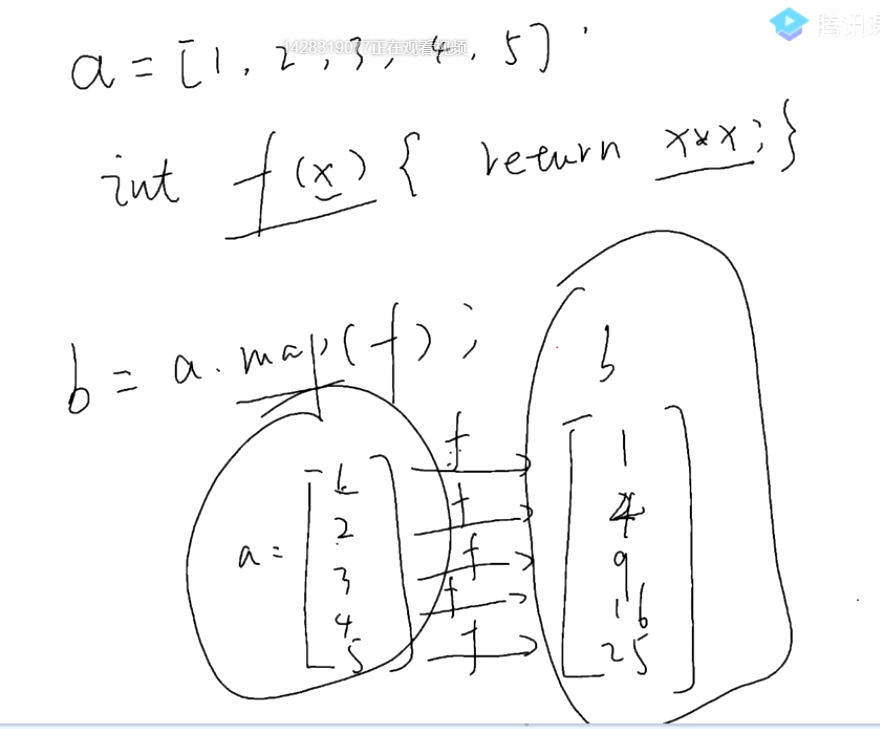 腾讯课
1428319077正在观看视频
a = [1, 2, 3, 4, 5]
int f(x) { return x*x; }
b = a.map(f);
b
a =
1 f 1
2 f 4
3 f 9
4 f 16
5 f 25